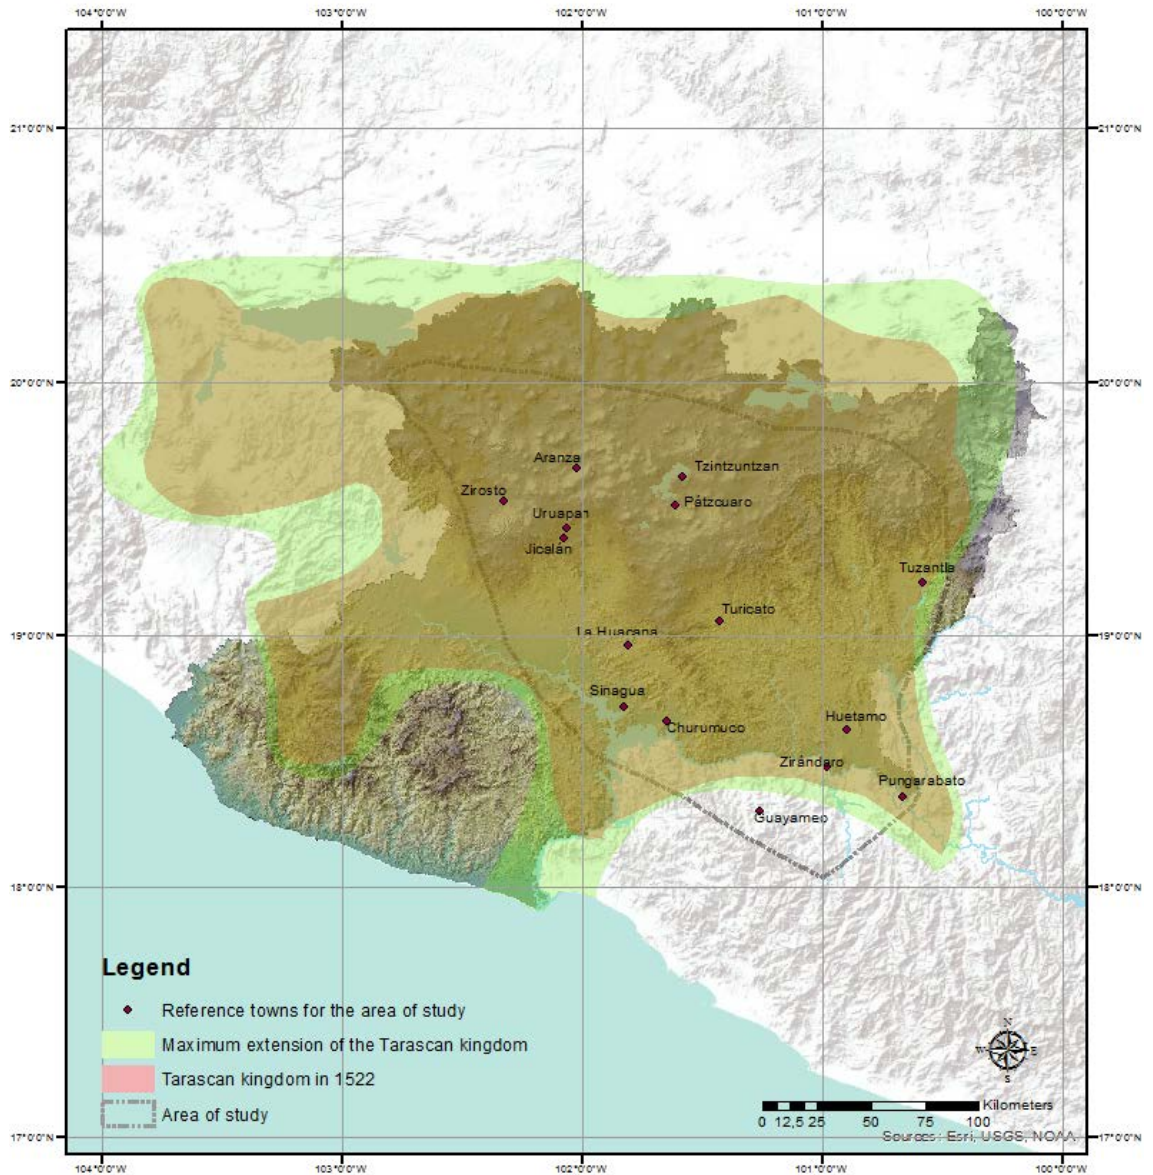 104°0'0"W 103°0'0"W 102°0'0"W 101°0'0"W 100°0'0"W
21°0'0"N 21°0'0"N
20°0'0"N 20°0'0"N
Aranza
Tzintzuntzan
Zirosto
Pátzcuaro
Uruapan
Jicalán
Tuzantla
Turicato
19°0'0"N 19°0'0"N
La Huacana
Sinagua
Churumuco
Huetamo
Zirándaro
Pungarabato
Guayameo
18°0'0"N 18°0'0"N
Legend
Reference towns for the area of study
Maximum extension of the Tarascan kingdom
Tarascan kingdom in 1522
Area of study
N
W E
S
Kilometers
0 12,5 25 50 75 100
Sources: Esri, USGS, NOAA
17°0'0"N 17°0'0"N
104°0'0"W 103°0'0"W 102°0'0"W 101°0'0"W 100°0'0"W